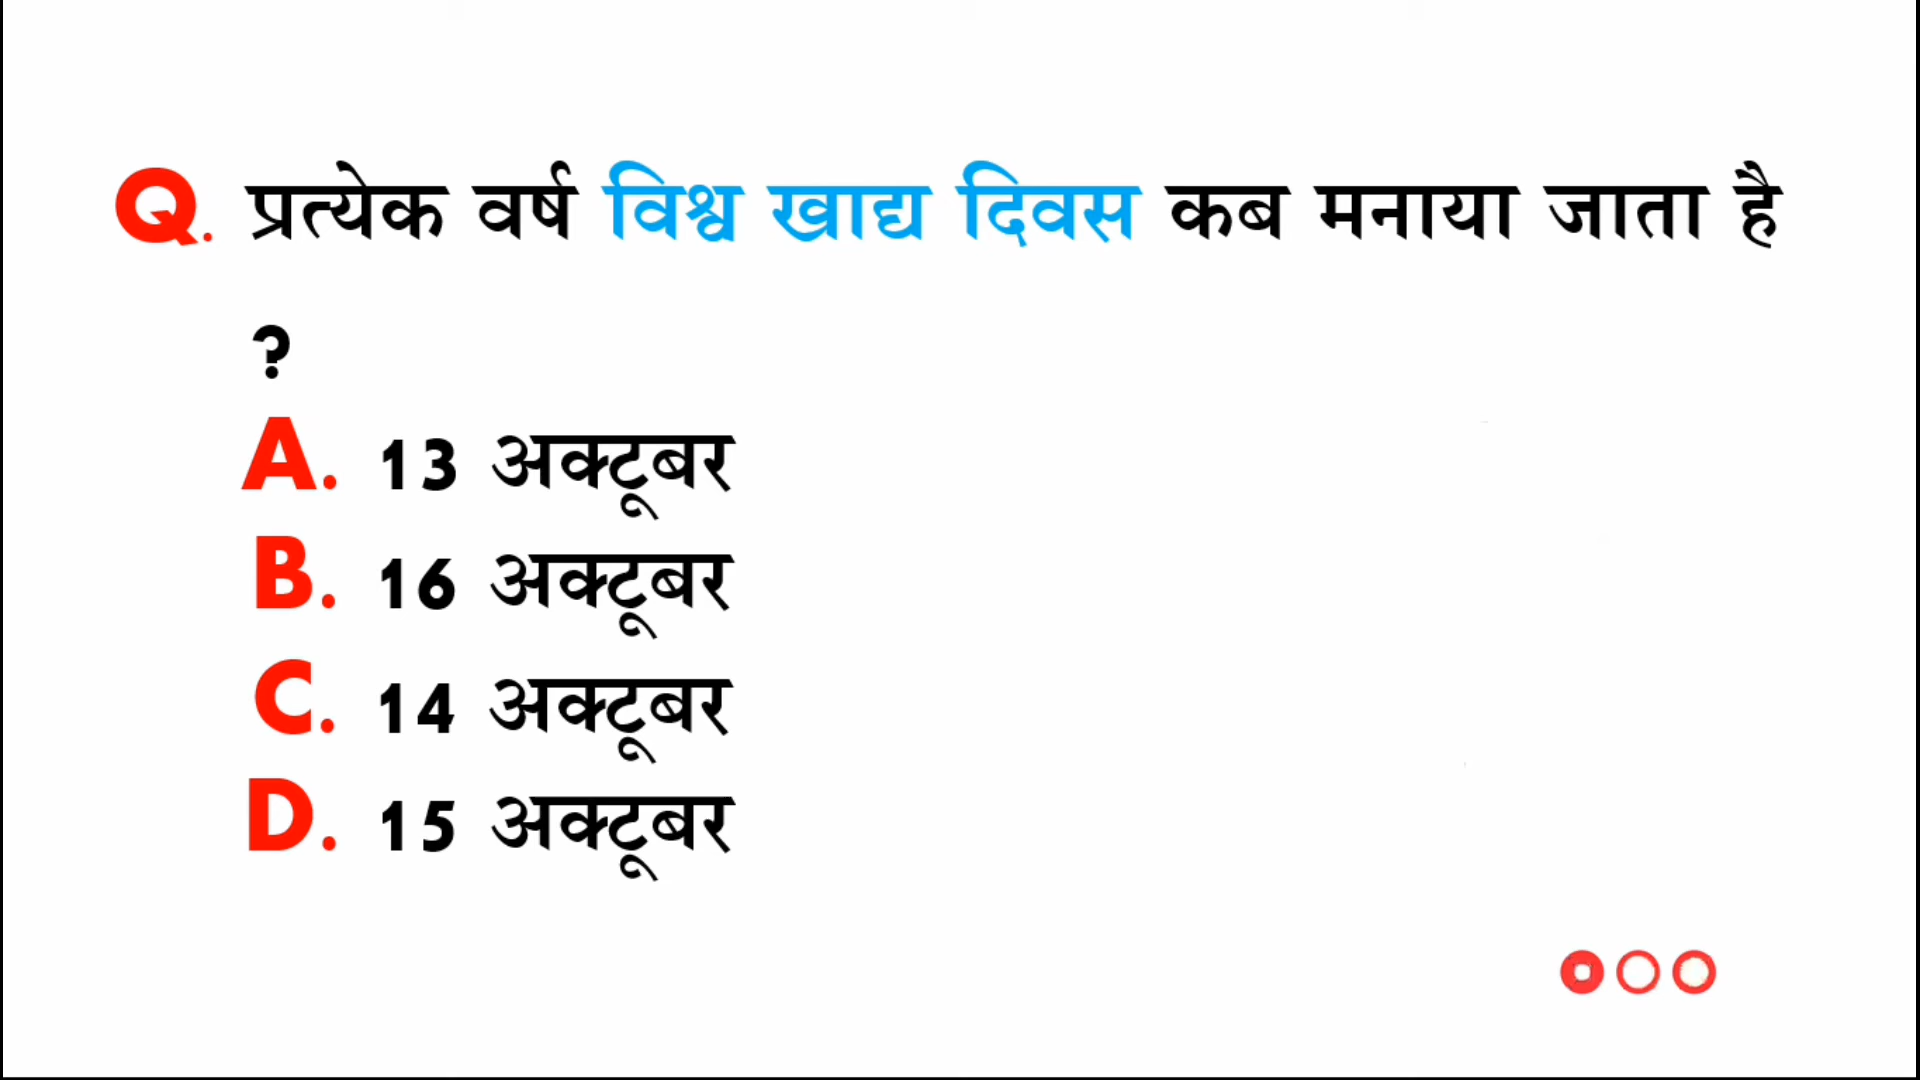 Q. प्रत्येक वर्ष विश्व खाद्य दिवस कब मनाया जाता है
?
A. 13 अक्टूबर
B. 16 अक्टूबर
C. 14 अक्टूबर
D. 15 अक्टूबर